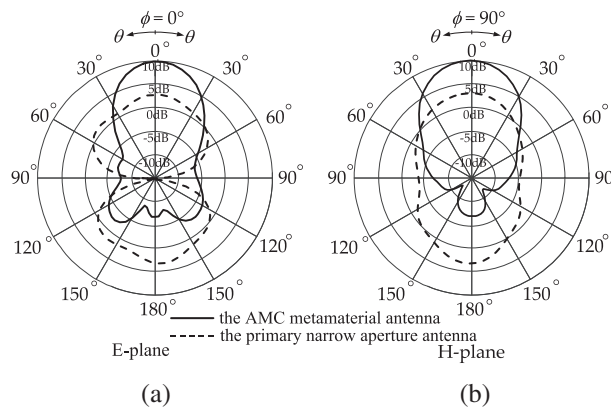 ϕ = 0°
θ θ
0°
30° 30°
60° 60°
90° 90°
120° 120°
150° 150°
180°
10dB
5dB
0dB
-5dB
-10dB
ϕ = 90°
θ θ
0°
30° 30°
60° 60°
90° 90°
120° 120°
150° 150°
180°
10dB
5dB
0dB
-5dB
-10dB
the AMC metamaterial antenna
the primary narrow aperture antenna
E-plane H-plane
(a) (b)